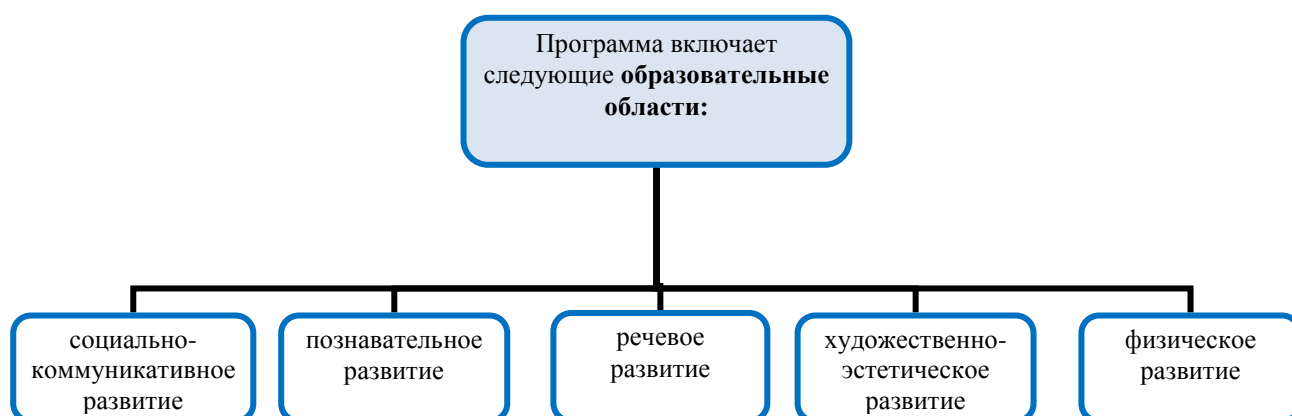 Программа включает
следующие образовательные
области:
социально-
коммуникативное
развитие
познавательное
развитие
речевое
развитие
художественно-
эстетическое
развитие
физическое
развитие